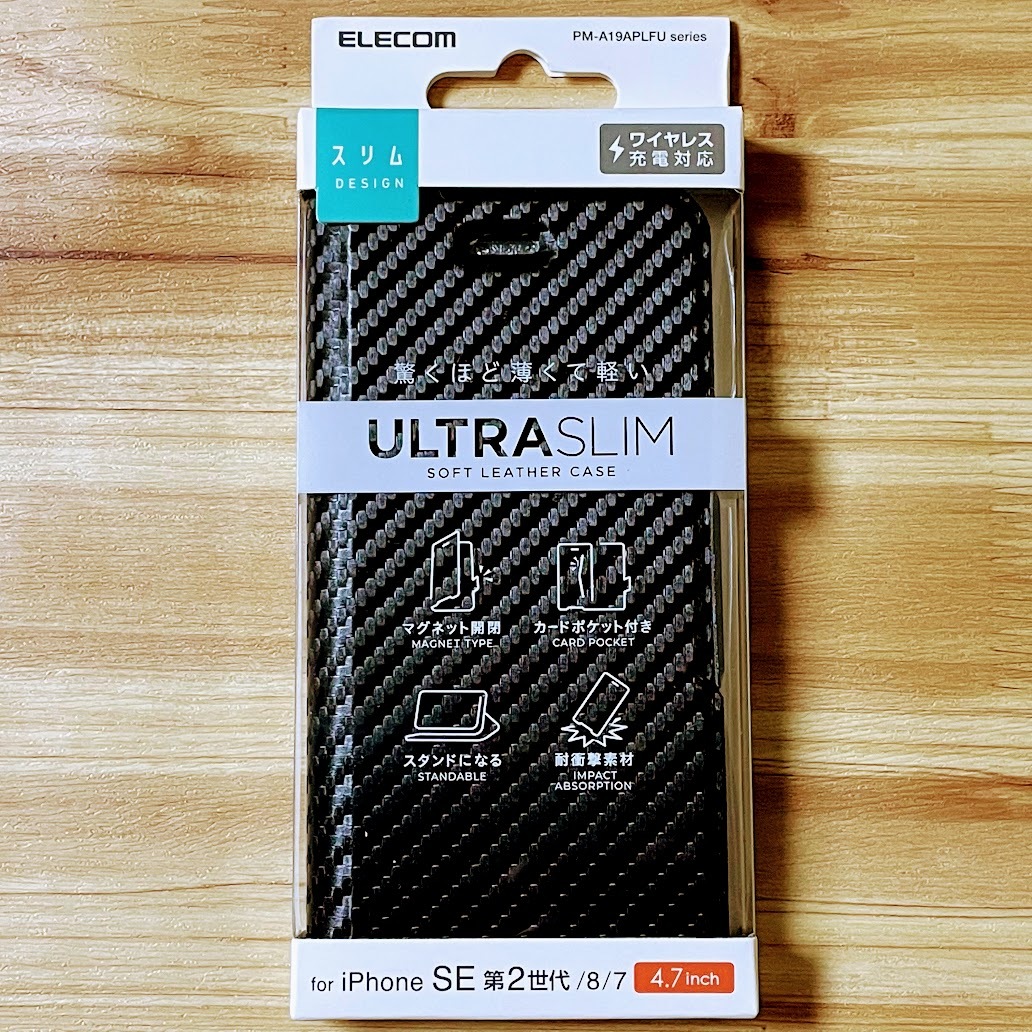 ELECOM
PM-A19APLFU series
スリム
DESIGN
ワイヤレス
充電対応
驚くほど薄くて軽い
ULTRASLIM
SOFT LEATHER CASE
マグネット開閉
MAGNET TYPE
カードポケット付き
CARD POCKET
スタンドになる
STANDABLE
耐衝撃素材
IMPACT
ABSORPTION
for iPhone SE 第2世代 /8/7 4.7inch